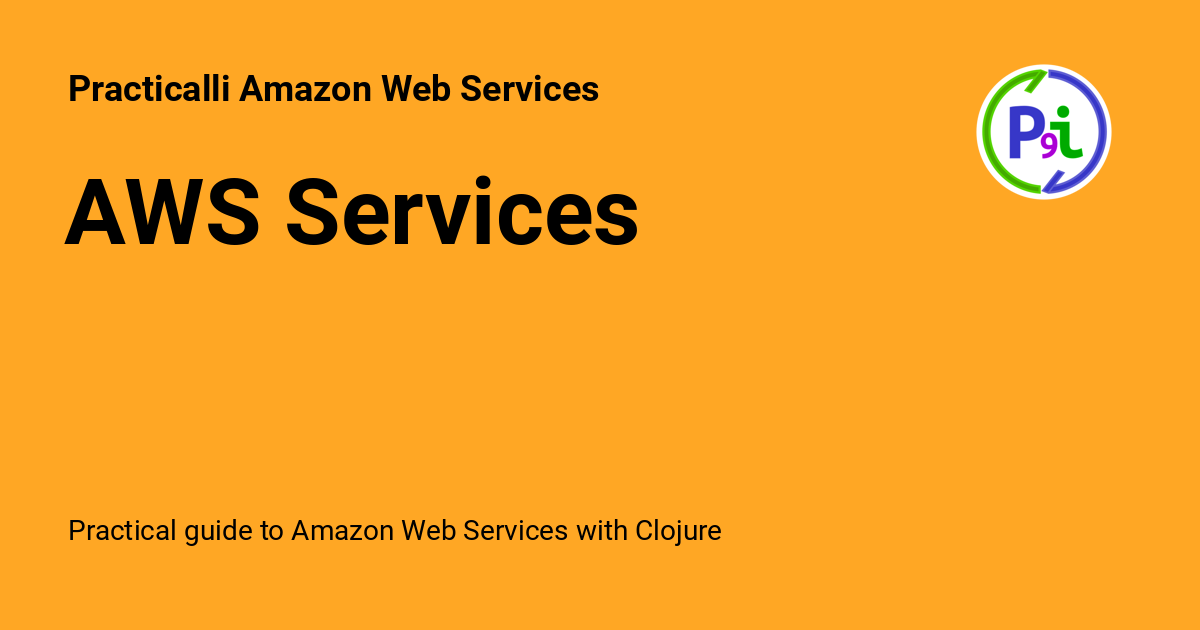 Practicalli Amazon Web Services
P9i
AWS Services
Practical guide to Amazon Web Services with Clojure